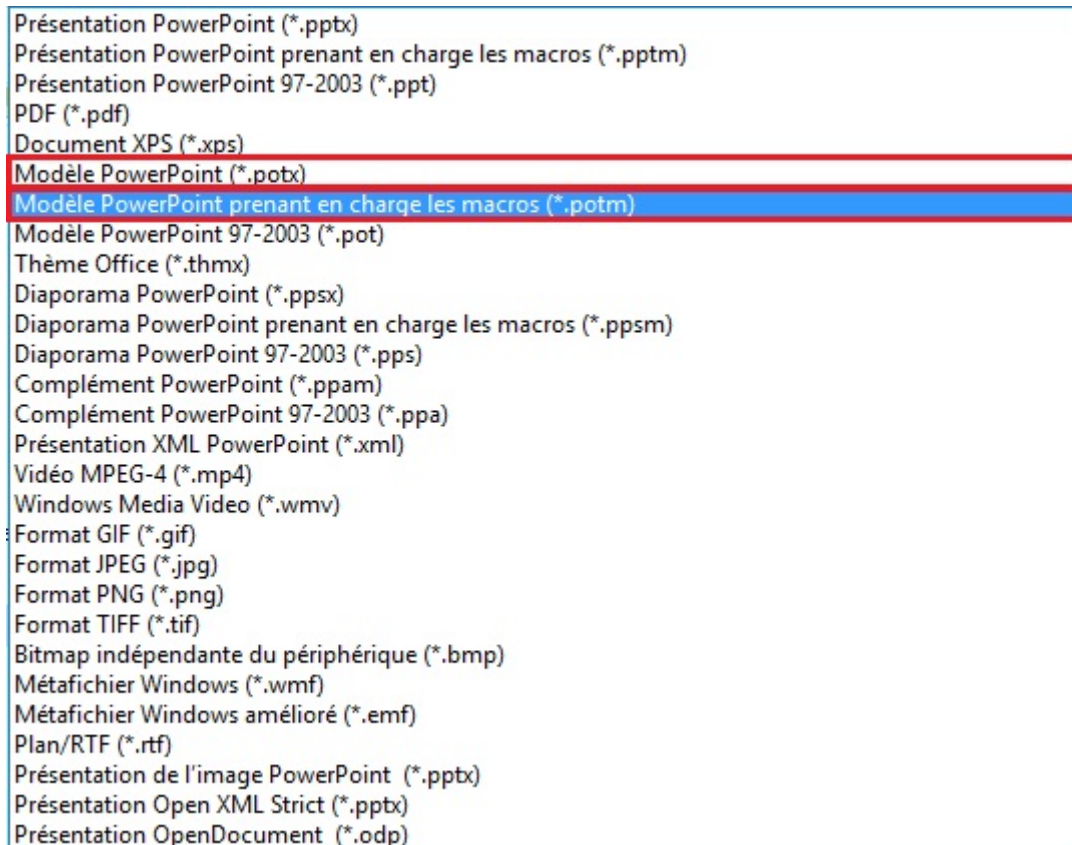 Présentation PowerPoint (*.pptx)
Présentation PowerPoint prenant en charge les macros (*.pptm)
Présentation PowerPoint 97-2003 (*.ppt)
PDF (*.pdf)
Document XPS (*.xps)
Modèle PowerPoint (*.potx)
Modèle PowerPoint prenant en charge les macros (*.potm)
Modèle PowerPoint 97-2003 (*.pot)
Thème Office (*.thmx)
Diaporama PowerPoint (*.ppsx)
Diaporama PowerPoint prenant en charge les macros (*.ppsm)
Diaporama PowerPoint 97-2003 (*.pps)
Complément PowerPoint (*.ppam)
Complément PowerPoint 97-2003 (*.ppa)
Présentation XML PowerPoint (*.xml)
Vidéo MPEG-4 (*.mp4)
Windows Media Video (*.wmv)
Format GIF (*.gif)
Format JPEG (*.jpg)
Format PNG (*.png)
Format TIFF (*.tif)
Bitmap indépendante du périphérique (*.bmp)
Métafichier Windows (*.wmf)
Métafichier Windows amélioré (*.emf)
Plan/RTF (*.rtf)
Présentation de l'image PowerPoint  (*.pptx)
Présentation Open XML Strict (*.pptx)
Présentation OpenDocument  (*.odp)